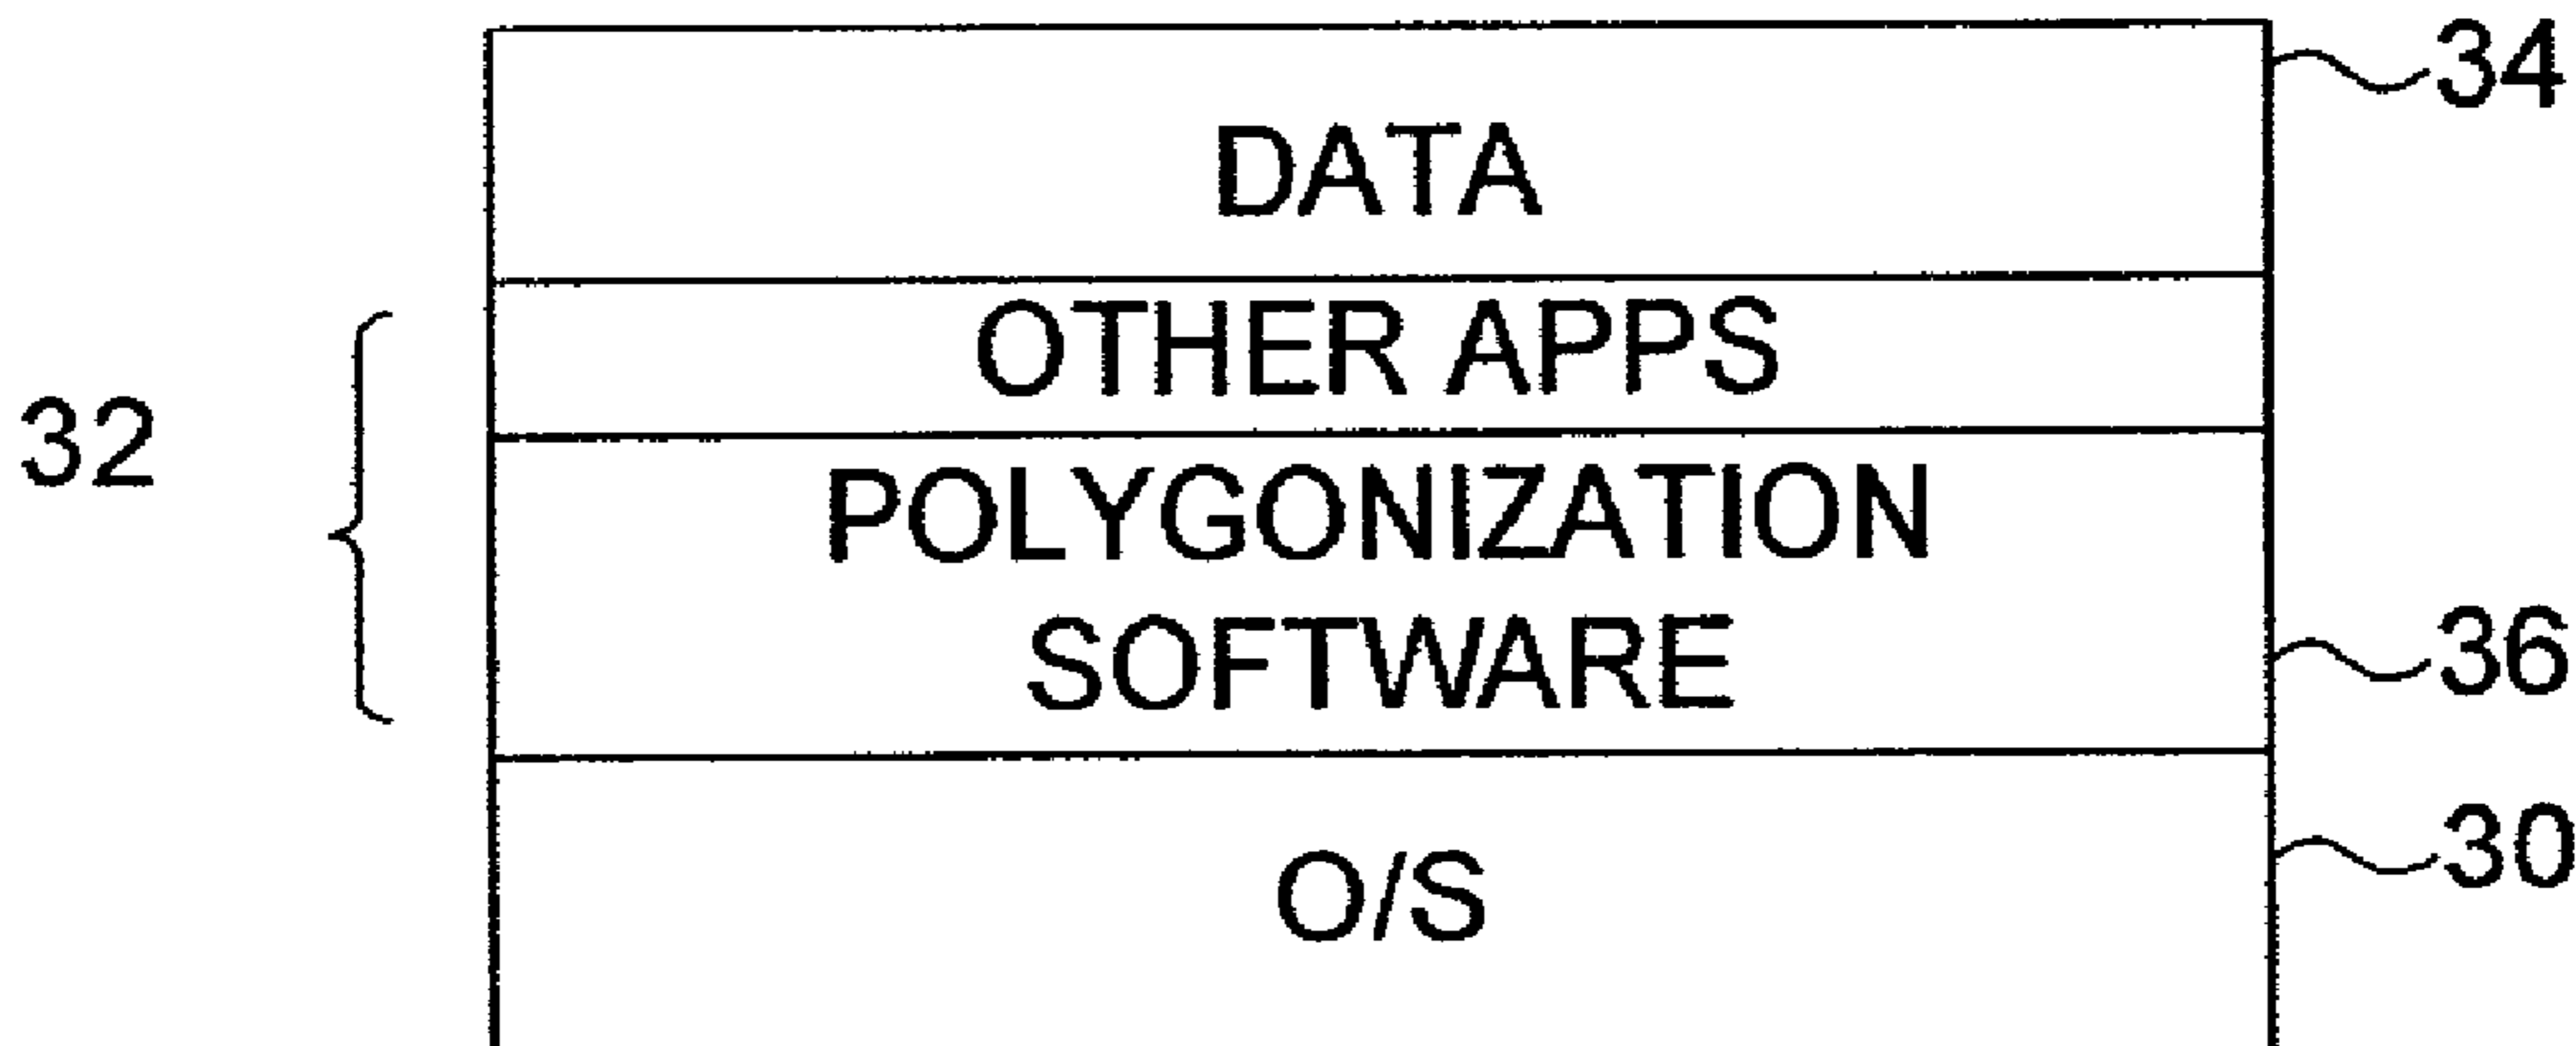 34
DATA
OTHER APPS
32
POLYGONIZATION
SOFTWARE
36
30
O/S